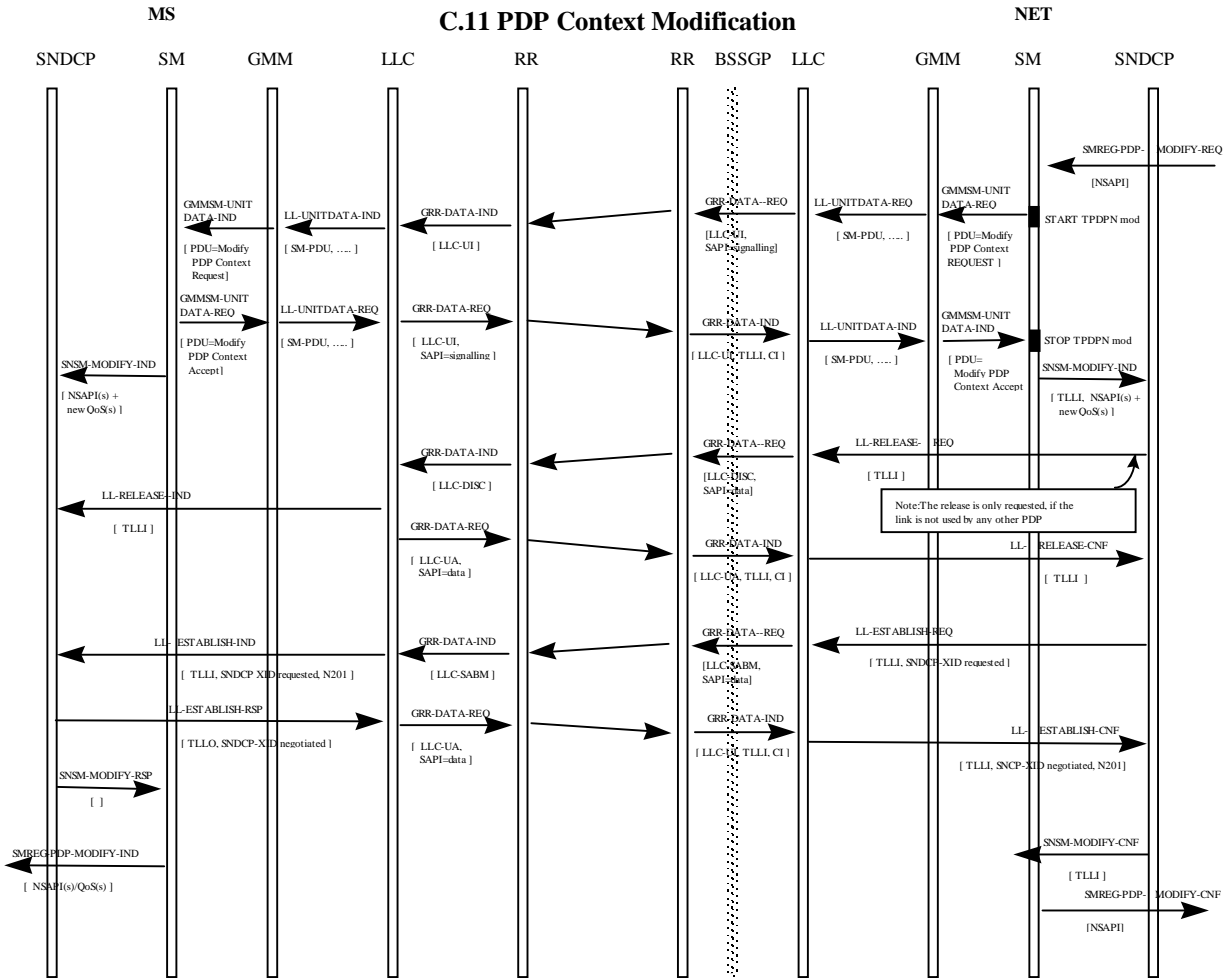 MS
C.11 PDP Context Modification
NET
SNDCP SM GMM LLC RR RR BSSGP LLC GMM SM SNDCP
SMREG-PDP- MODIFY-REQ
[NSAPI]
GMMSM-UNIT
DATA-IND
LL-UNITDATA-IND
GRR-DATA-IND
GRR-DATA--REQ
LL-UNITDATA-REQ
GMMSM-UNIT
DATA-REQ
START TPDPN mod
[ PDU=Modify
PDP Context
Request]
[ SM-PDU, ..... ]
[ LLC-UI ]
[LLC-UI,
SAPI=signalling]
[ SM-PDU, ..... ]
[ PDU=Modify
PDP Context
REQUEST ]
GMMSM-UNIT
DATA-REQ
LL-UNITDATA-REQ
GRR-DATA-REQ
GRR-DATA-IND
LL-UNITDATA-IND
GMMSM-UNIT
DATA-IND
STOP TPDPN mod
[ PDU=Modify
PDP Context
Accept]
[ SM-PDU, ..... ]
[ LLC-UI,
SAPI=signalling ]
[ LLC-UI, TLLI, CI ]
[ SM-PDU, ..... ]
[ PDU=
Modify PDP
Context Accept
SNSM-MODIFY-IND
[ NSAPI(s) +
new QoS(s) ]
SNSM-MODIFY-IND
[ TLLI, NSAPI(s) +
new QoS(s) ]
GRR-DATA-IND
GRR-DATA--REQ
LL-RELEASE- REQ
[ LLC-DISC ]
[LLC-DISC,
SAPI=data]
[ TLLI ]
Note:The release is only requested, if the
link is not used by any other PDP
LL-RELEASE--IND
[ TLLI ]
GRR-DATA-REQ
GRR-DATA-IND
LL- RELEASE-CNF
[ LLC-UA,
SAPI=data ]
[ LLC-UA, TLLI, CI ]
[ TLLI ]
LL- ESTABLISH-IND
GRR-DATA-IND
GRR-DATA--REQ
LL-ESTABLISH-REQ
[ TLLI, SNDCP XID requested, N201 ]
[ LLC-SABM ]
[LLC-SABM,
SAPI=data]
[ TLLI, SNDCP-XID requested ]
LL-ESTABLISH-RSP
GRR-DATA-REQ
GRR-DATA-IND
LL- ESTABLISH-CNF
[ TLLO, SNDCP-XID negotiated ]
[ LLC-UA,
SAPI=data ]
[ LLC-UI, TLLI, CI ]
[ TLLI, SNCP-XID negotiated, N201]
SNSM-MODIFY-RSP
[ ]
SMREG-PDP-MODIFY-IND
[ NSAPI(s)/QoS(s) ]
SNSM-MODIFY-CNF
[ TLLI ]
SMREG-PDP- MODIFY-CNF
[NSAPI]